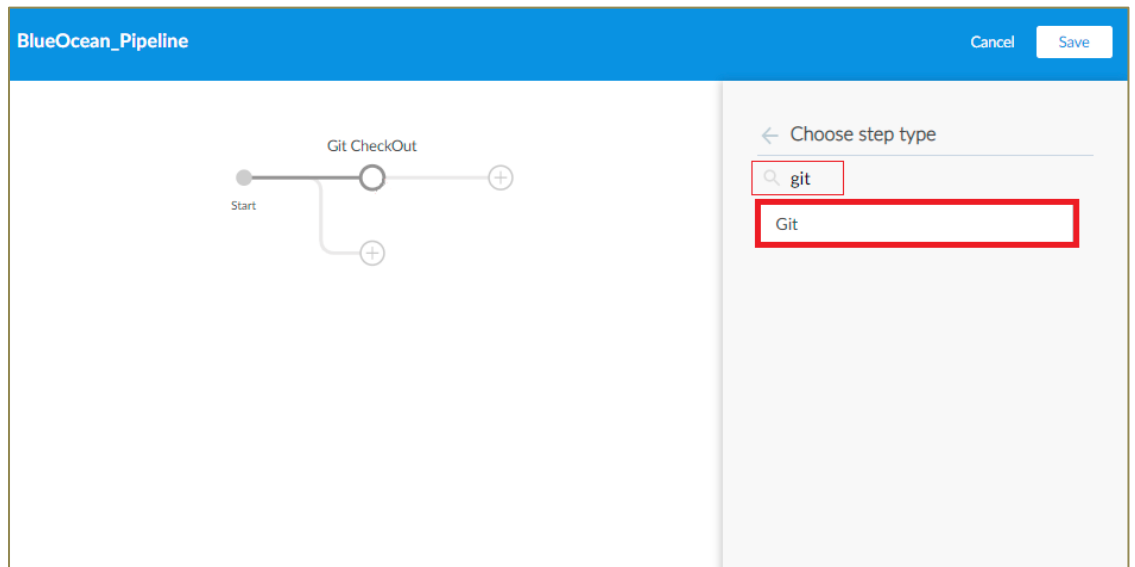 BlueOcean_Pipeline
Cancel
Save
Git CheckOut
Start
Choose step type
git
Git